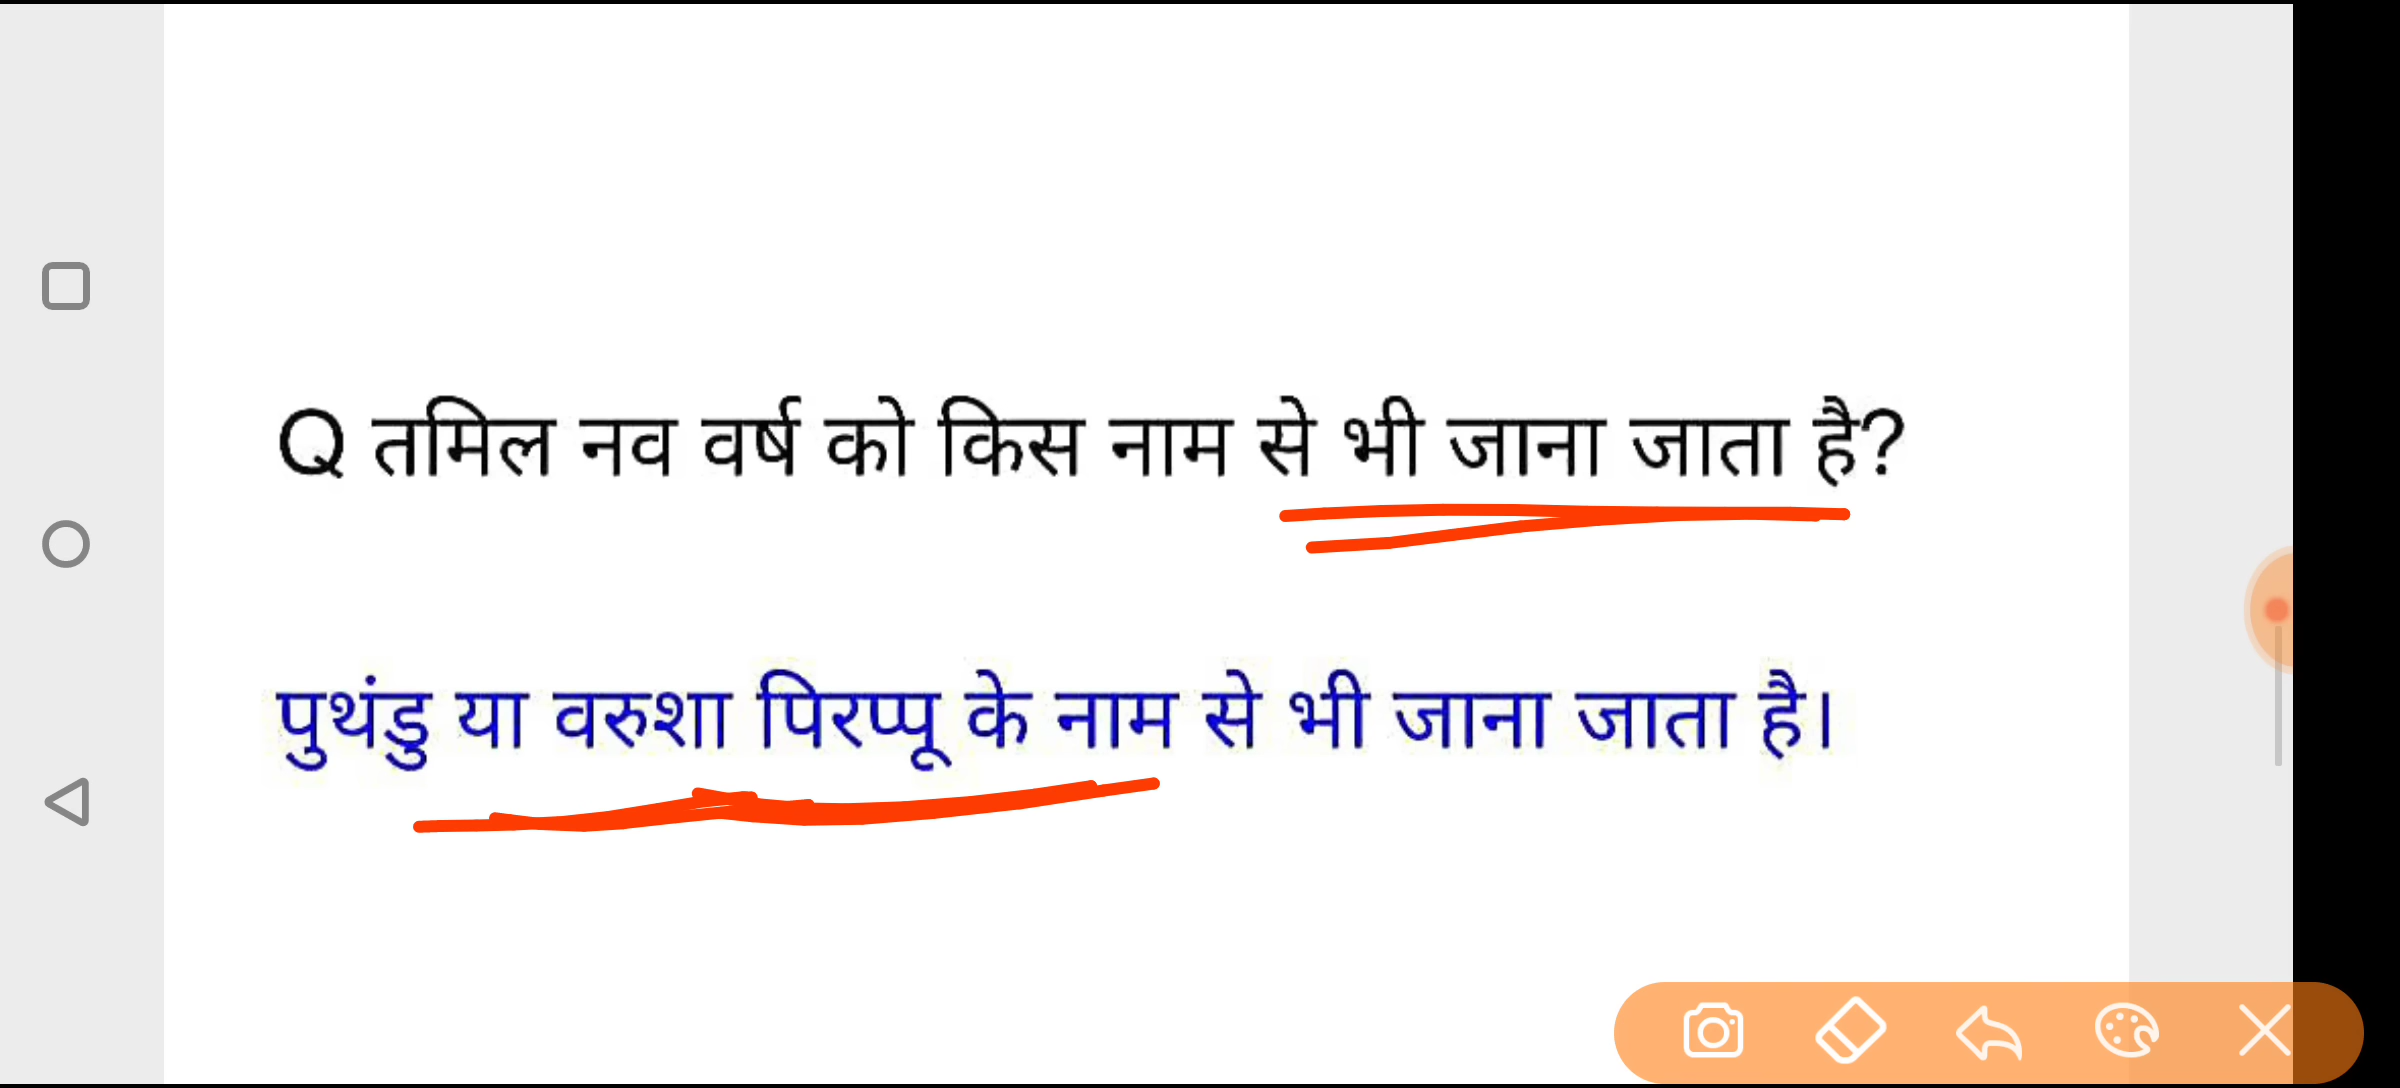 Q तमिल नव वर्ष को किस नाम से भी जाना जाता है?
पुथंडु या वरुशा पिरप्पू के नाम से भी जाना जाता है।